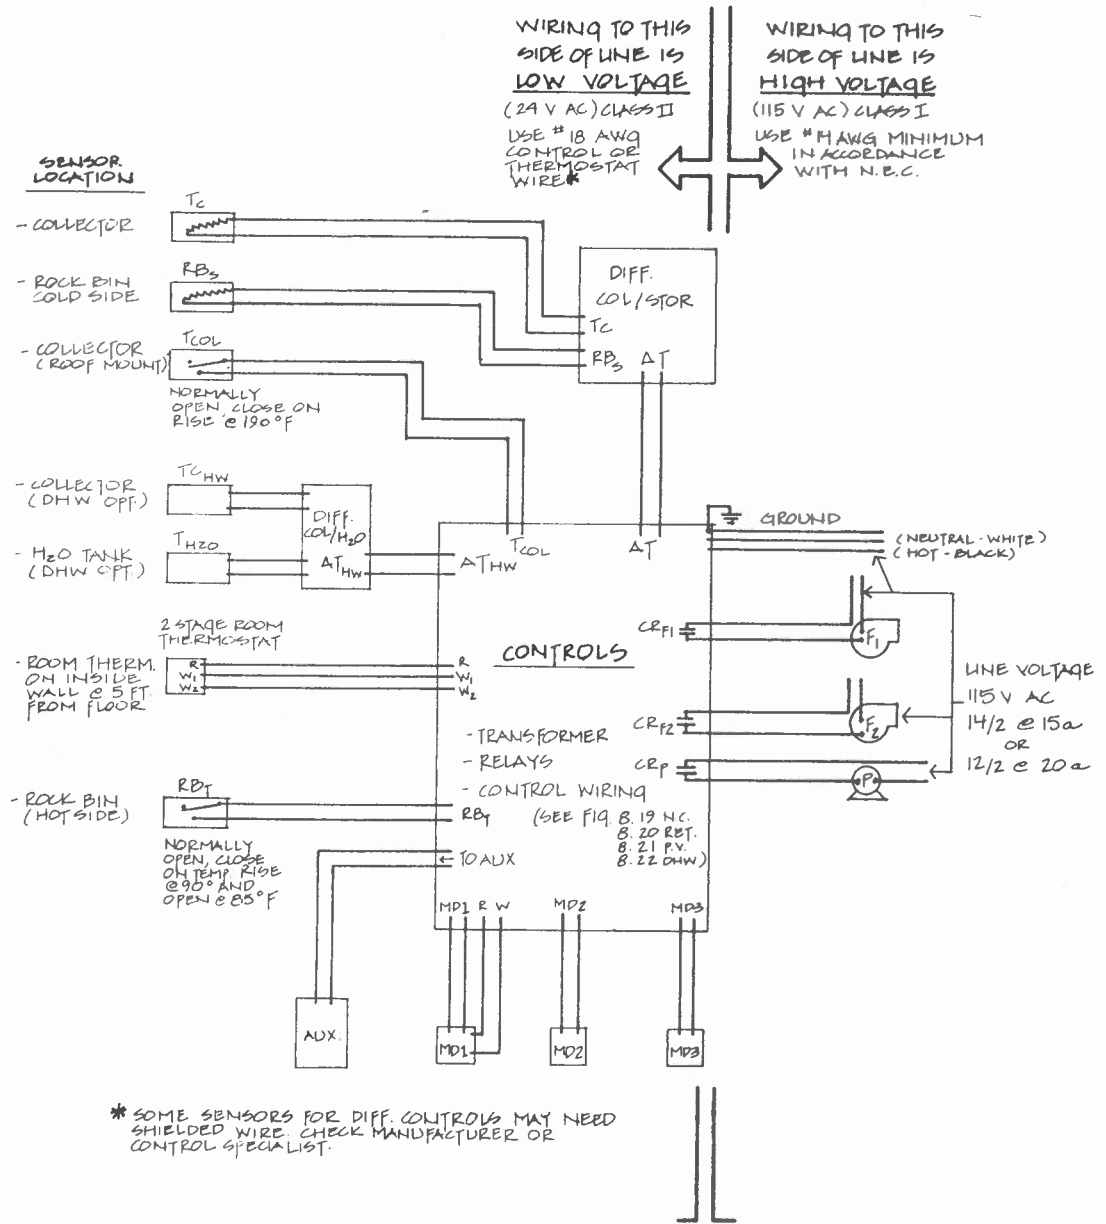 WIRING TO THIS
SIDE OF LINE IS
LOW VOLTAGE
(24 V AC) CLASS II
USE #18 AWG
CONTROL OR
THERMOSTAT
WIRE*
WIRING TO THIS
SIDE OF LINE IS
HIGH VOLTAGE
(115 V AC) CLASS I
USE #14 AWG MINIMUM
IN ACCORDANCE
WITH N.E.C.
SENSOR
LOCATION
- COLLECTOR
TC
- ROCK BIN
COLD SIDE
RBS
- COLLECTOR
(ROOF MOUNT)
TCOL
NORMALLY
OPEN, CLOSE ON
RISE @ 190°F
DIFF.
COL/STOR
TC
RBS
ΔT
- COLLECTOR
(DHW OPT.)
TCHW
- H2O TANK
(DHW OPT.)
TH2O
DIFF.
COL/H2O
ΔTHW
ΔTHW
TCOL
ΔT
GROUND
(NEUTRAL - WHITE)
(HOT - BLACK)
2 STAGE ROOM
THERMOSTAT
- ROOM THERM.
ON INSIDE
WALL @ 5 FT.
FROM FLOOR
R
W1
W2
R
W1
W2
CONTROLS
- TRANSFORMER
- RELAYS
- CONTROL WIRING
(SEE FIG. 8.19 NC.
8.20 RET.
8.21 P.V.
8.22 DHW)
CRF1
F1
CRF2
F2
CRP
P
LINE VOLTAGE
115 V AC
14/2 @ 15a
OR
12/2 @ 20a
- ROCK BIN
(HOT SIDE)
RBT
NORMALLY
OPEN, CLOSE
ON TEMP. RISE
@ 90° AND
OPEN @ 85°F
RBT
← TO AUX
MD1 R W
MD2
MD3
AUX.
MD1
MD2
MD3
* SOME SENSORS FOR DIFF. CONTROLS MAY NEED
SHIELDED WIRE. CHECK MANUFACTURER OR
CONTROL SPECIALIST.